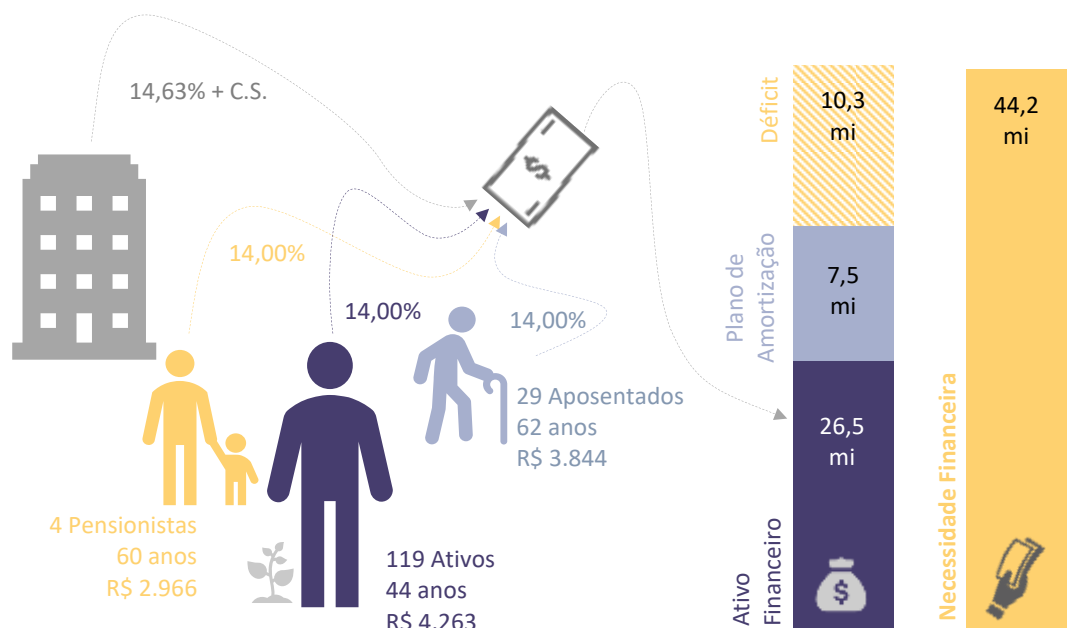 14,63% + C.S.
14,00%
14,00%
14,00%
$
4 Pensionistas
60 anos
R$ 2.966
119 Ativos
44 anos
R$ 4.263
29 Aposentados
62 anos
R$ 3.844
Déficit
10,3
mi
Plano de
Amortização
7,5
mi
Ativo
Financeiro
26,5
mi
$
Necessidade Financeira
44,2
mi